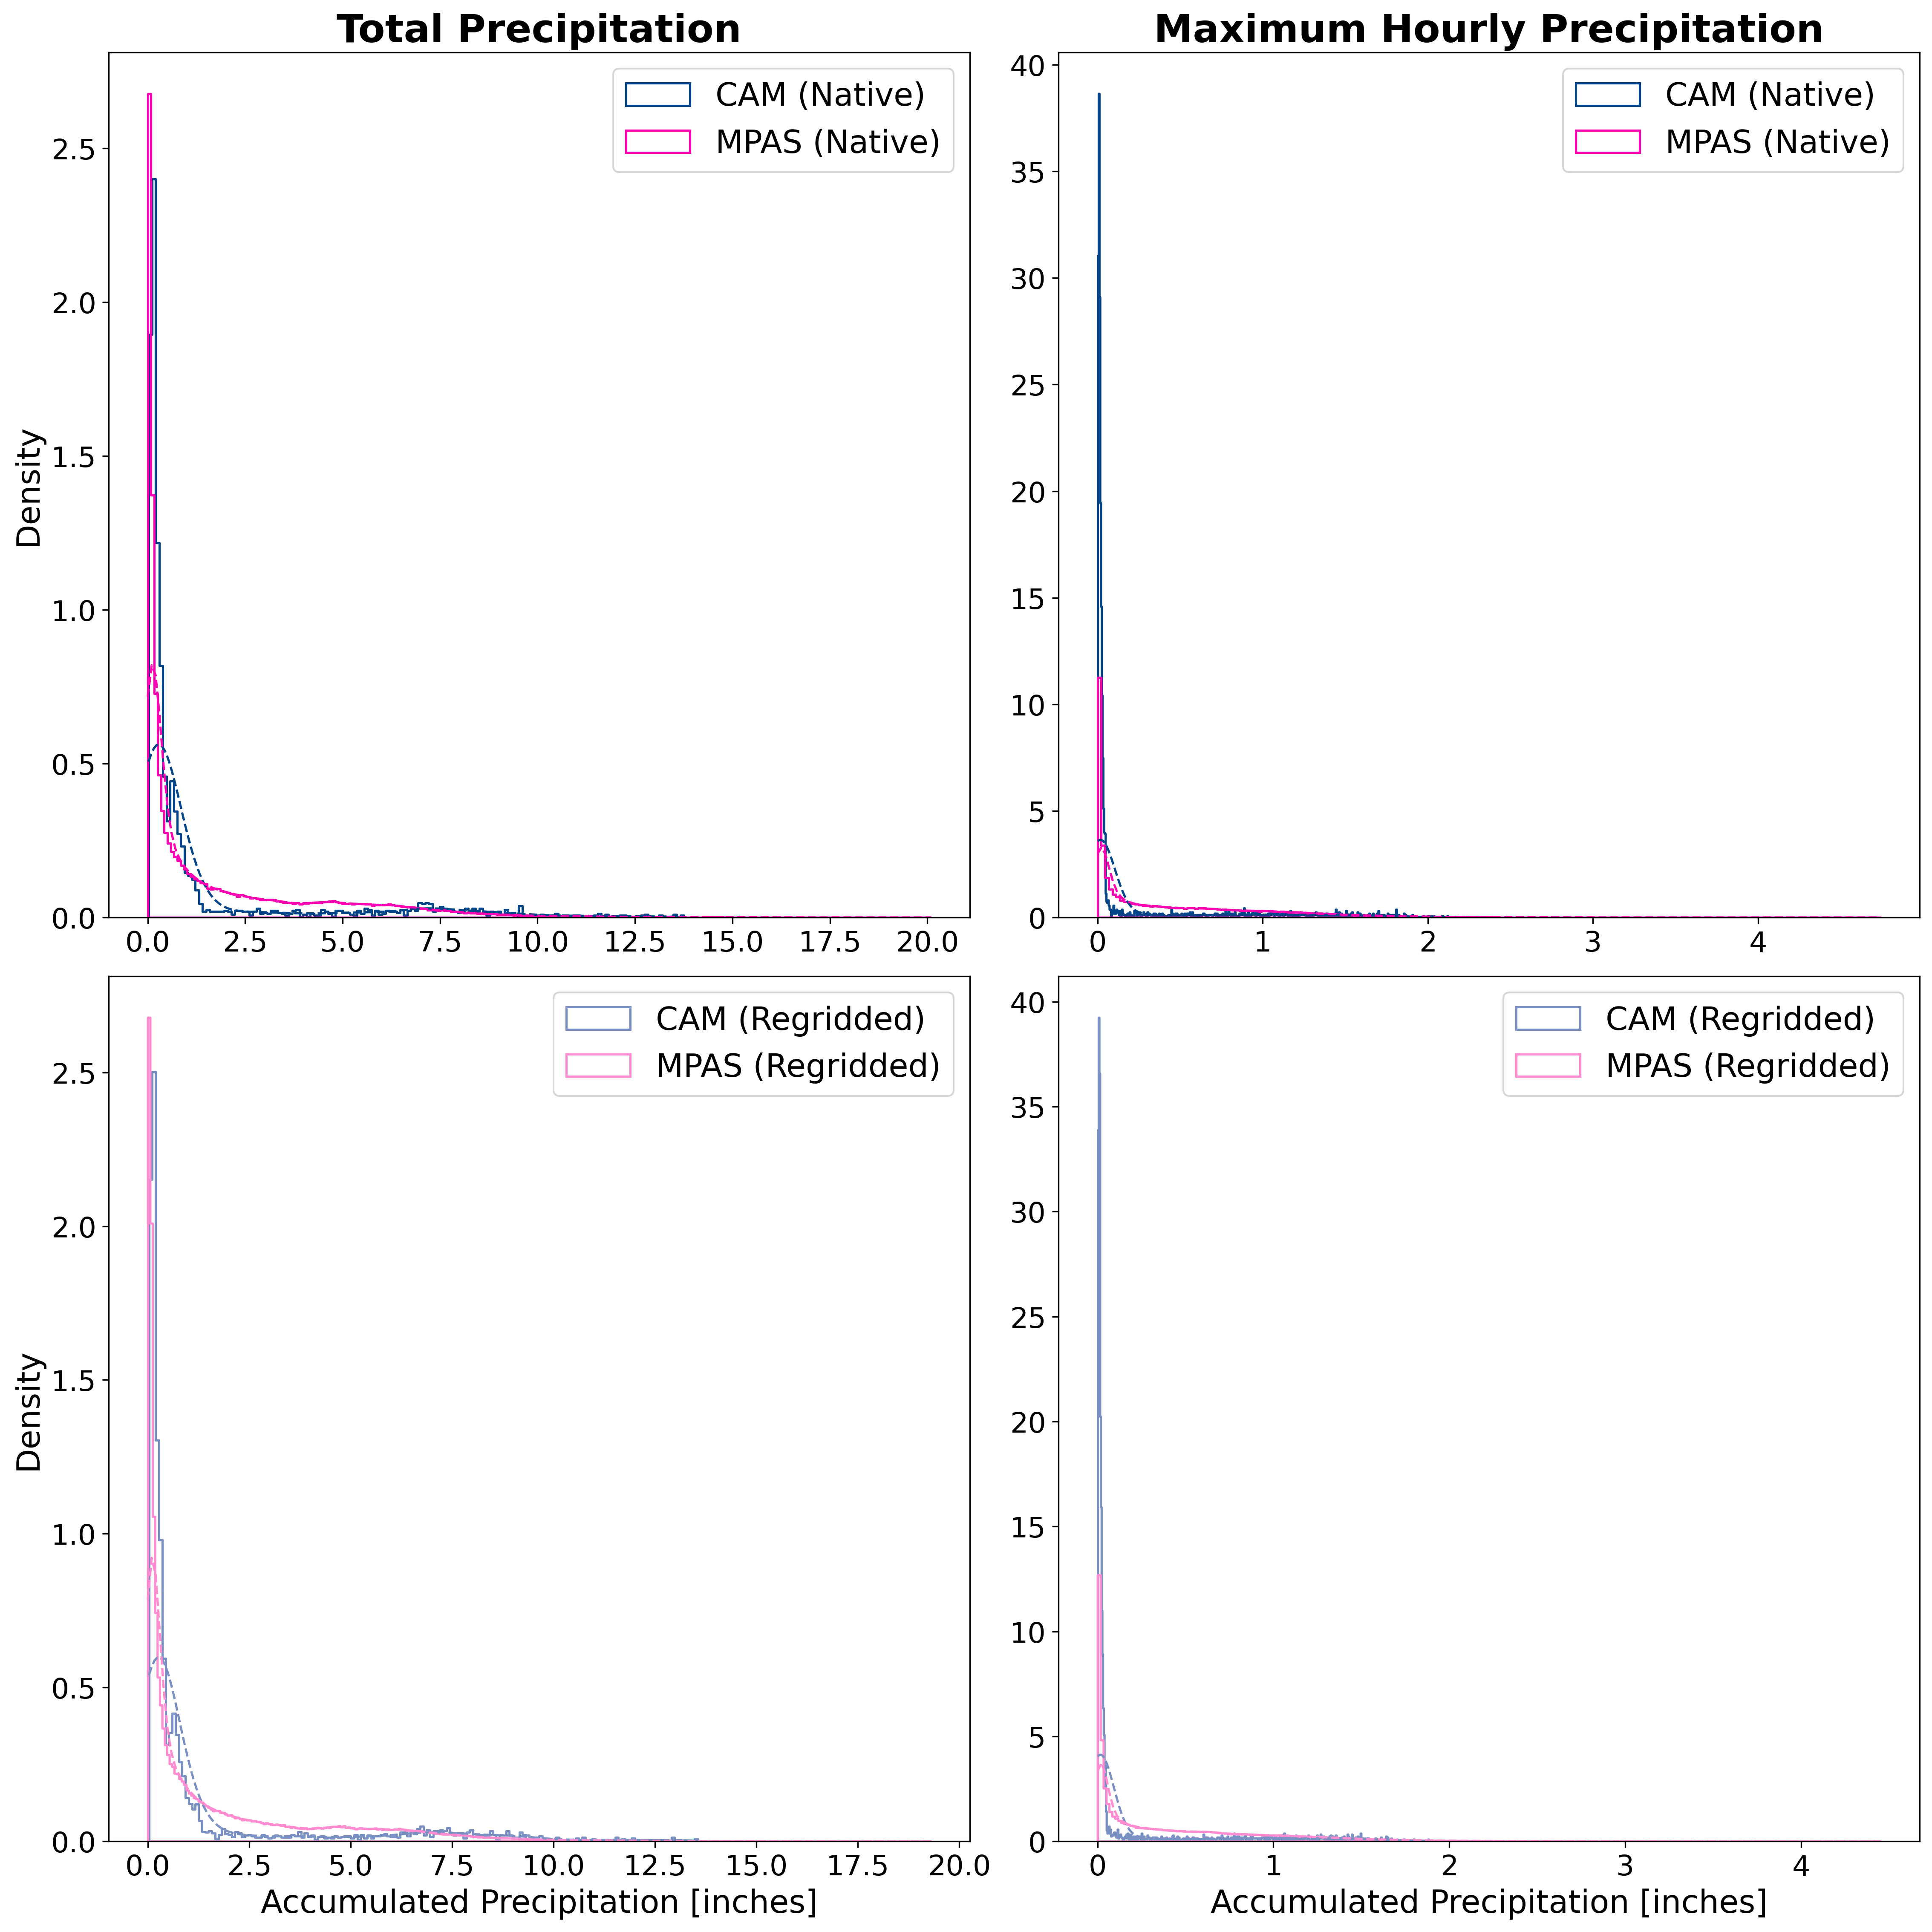 Total Precipitation
CAM (Native)
MPAS (Native)
2.5
2.0
1.5
1.0
0.5
0.0
Density
0.0 2.5 5.0 7.5 10.0 12.5 15.0 17.5 20.0
Maximum Hourly Precipitation
CAM (Native)
MPAS (Native)
40
35
30
25
20
15
10
5
0
0 1 2 3 4
CAM (Regridded)
MPAS (Regridded)
2.5
2.0
1.5
1.0
0.5
0.0
Density
0.0 2.5 5.0 7.5 10.0 12.5 15.0 17.5 20.0
Accumulated Precipitation [inches]
CAM (Regridded)
MPAS (Regridded)
40
35
30
25
20
15
10
5
0
0 1 2 3 4
Accumulated Precipitation [inches]